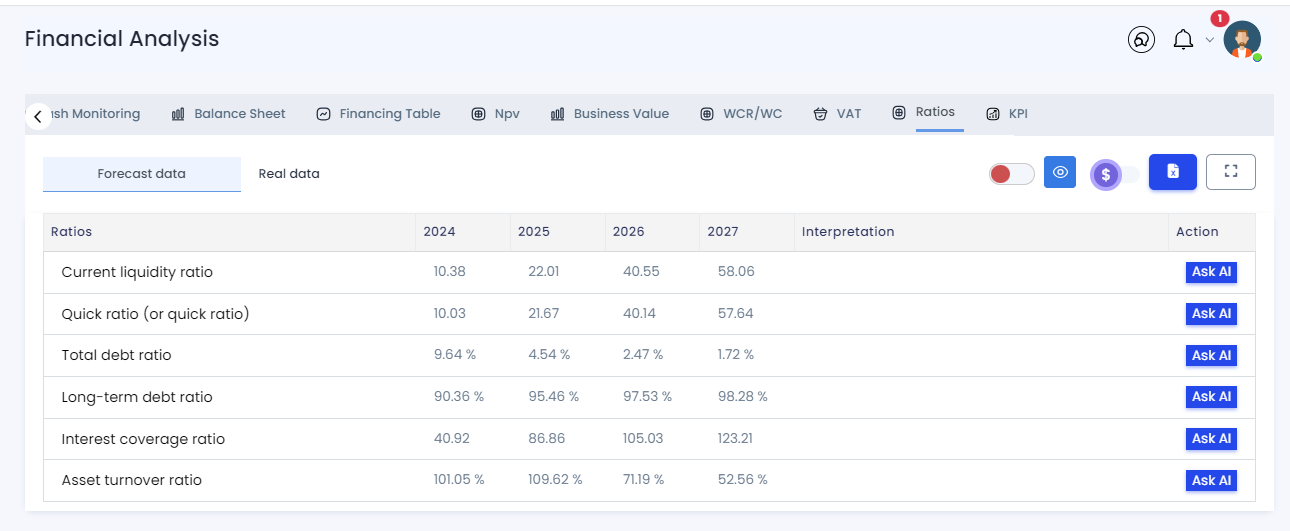 1
Financial Analysis
sh Monitoring Balance Sheet Financing Table Npv Business Value WCR/WC VAT Ratios KPI
Forecast data Real data $ x
Ratios 2024 2025 2026 2027 Interpretation Action
Current liquidity ratio 10.38 22.01 40.55 58.06 Ask AI
Quick ratio (or quick ratio) 10.03 21.67 40.14 57.64 Ask AI
Total debt ratio 9.64 % 4.54 % 2.47 % 1.72 % Ask AI
Long-term debt ratio 90.36 % 95.46 % 97.53 % 98.28 % Ask AI
Interest coverage ratio 40.92 86.86 105.03 123.21 Ask AI
Asset turnover ratio 101.05 % 109.62 % 71.19 % 52.56 % Ask AI